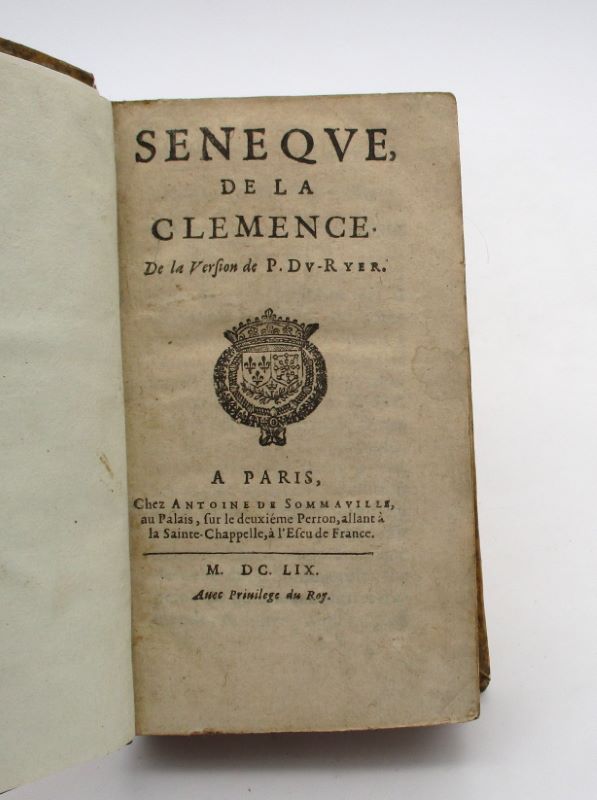 SENEQVE,
DE LA
CLEMENCE.
De la Verſion de P. DV-RYER.
A PARIS,
Chez ANTOINE DE SOMMAVILLE,
au Palais, ſur le deuxiéme Perron, allant à
la Sainte-Chappelle, à l'Eſcu de France.
M. DC. LIX.
Auec Priuilege du Roy.